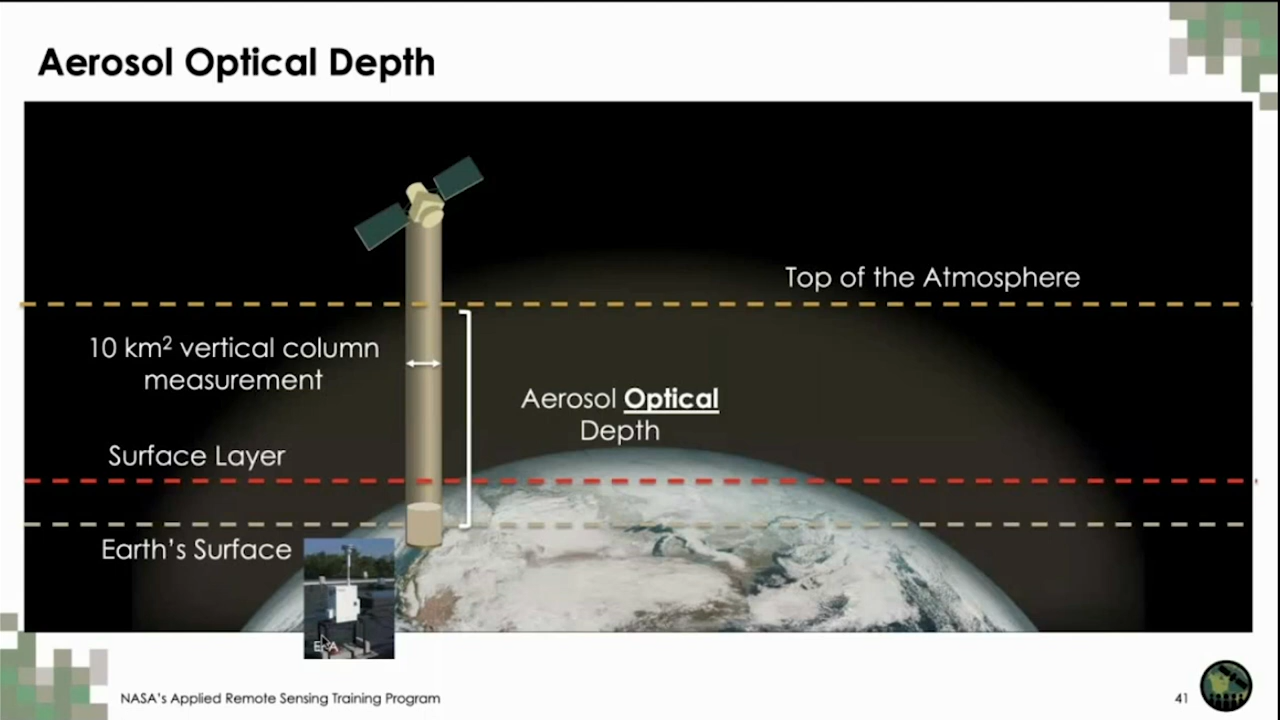 Aerosol Optical Depth
Top of the Atmosphere
10 km² vertical column
measurement
Aerosol Optical
Depth
Surface Layer
Earth's Surface
EPA
NASA's Applied Remote Sensing Training Program
41